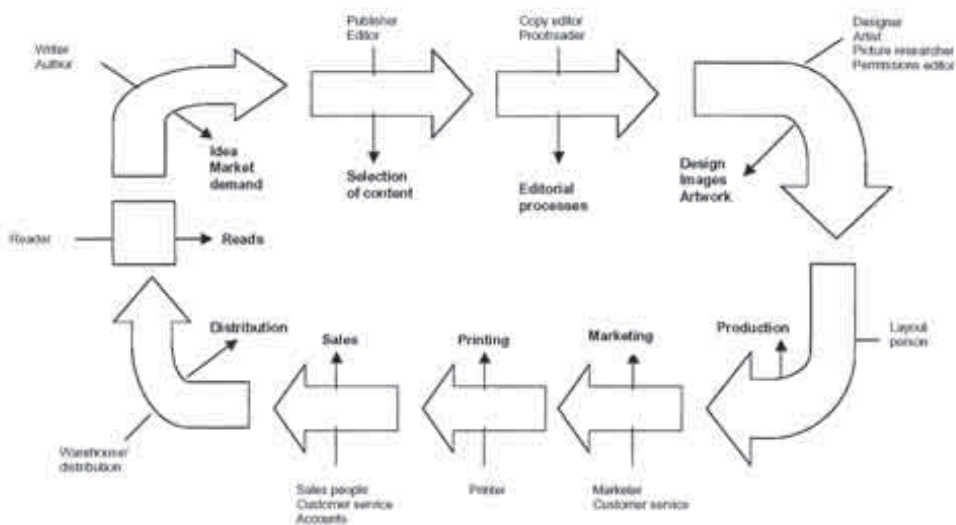 Publisher
Editor
Copy editor
Proofreader
Designer
Artist
Picture researcher
Permissions editor
Writer
Author
Idea
Market
demand
Selection
of content
Editorial
processes
Design
Images
Artwork
Reader
Reads
Distribution
Sales
Printing
Marketing
Production
Layout
person
Warehouse/
distribution
Sales people
Customer service
Accounts
Printer
Marketer
Customer service